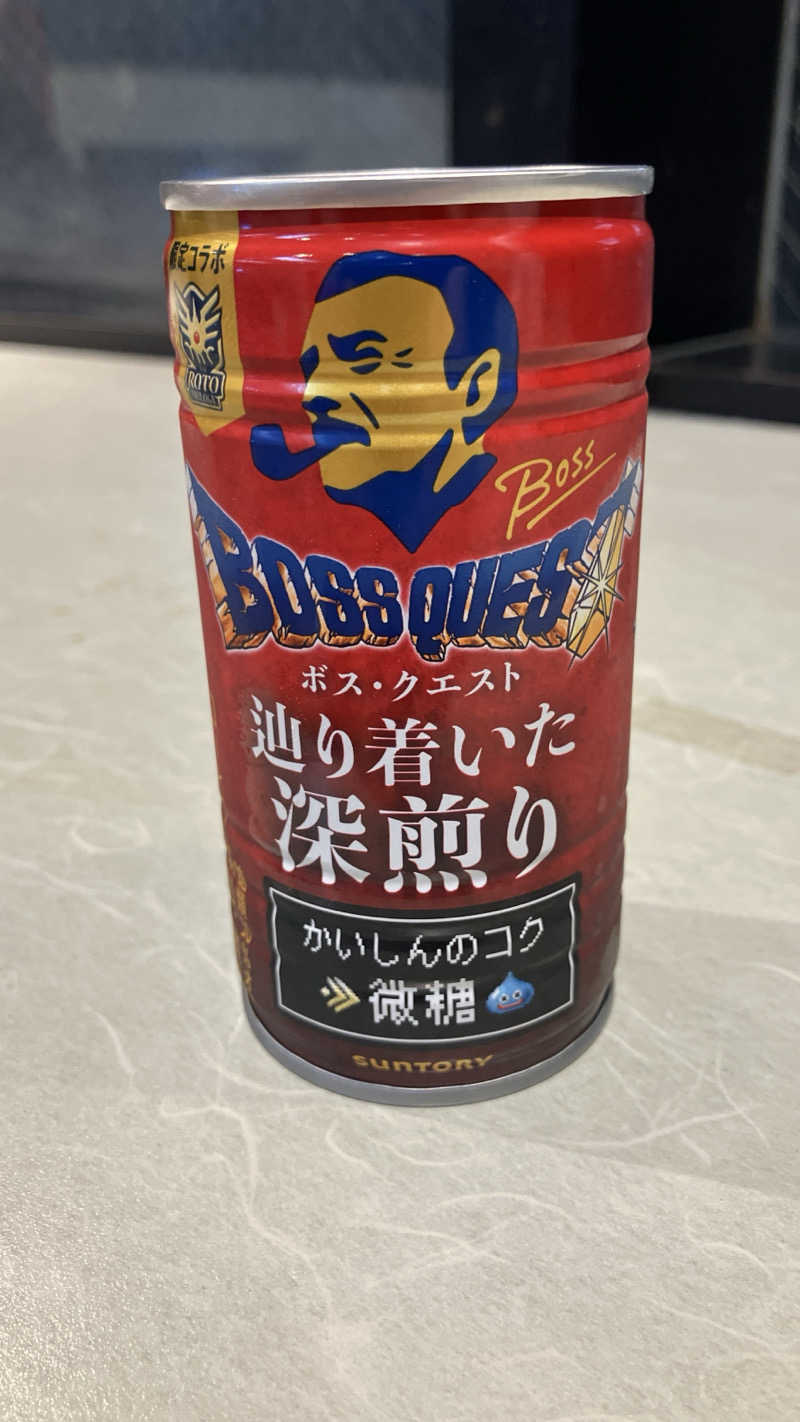 限定コラボ
ROTO
Boss
BOSS QUEST
ボス・クエスト
辿り着いた
深煎り
かいしんのコク
微糖
SUNTORY